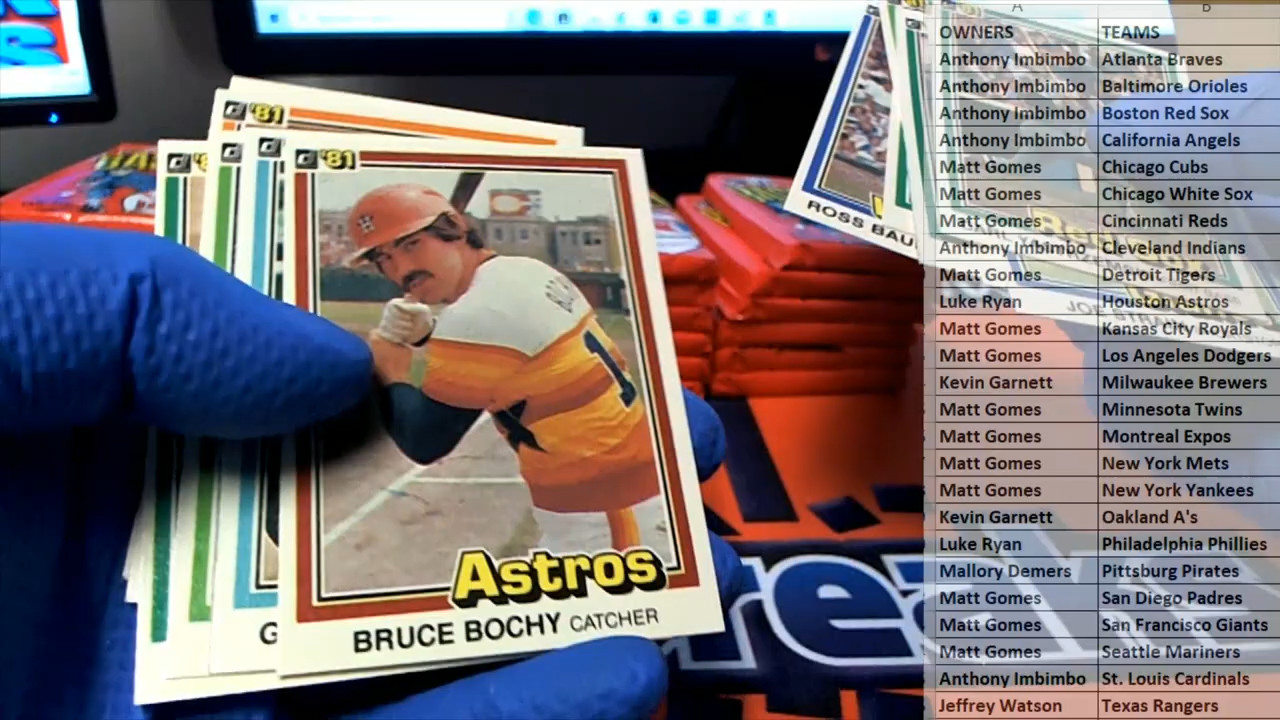 '81
'81
Astros
BRUCE BOCHY CATCHER
G
ROSS BAU
JOE
A B
OWNERS TEAMS
Anthony Imbimbo Atlanta Braves
Anthony Imbimbo Baltimore Orioles
Anthony Imbimbo Boston Red Sox
Anthony Imbimbo California Angels
Matt Gomes Chicago Cubs
Matt Gomes Chicago White Sox
Matt Gomes Cincinnati Reds
Anthony Imbimbo Cleveland Indians
Matt Gomes Detroit Tigers
Luke Ryan Houston Astros
Matt Gomes Kansas City Royals
Matt Gomes Los Angeles Dodgers
Kevin Garnett Milwaukee Brewers
Matt Gomes Minnesota Twins
Matt Gomes Montreal Expos
Matt Gomes New York Mets
Matt Gomes New York Yankees
Kevin Garnett Oakland A's
Luke Ryan Philadelphia Phillies
Mallory Demers Pittsburg Pirates
Matt Gomes San Diego Padres
Matt Gomes San Francisco Giants
Matt Gomes Seattle Mariners
Anthony Imbimbo St. Louis Cardinals
Jeffrey Watson Texas Rangers